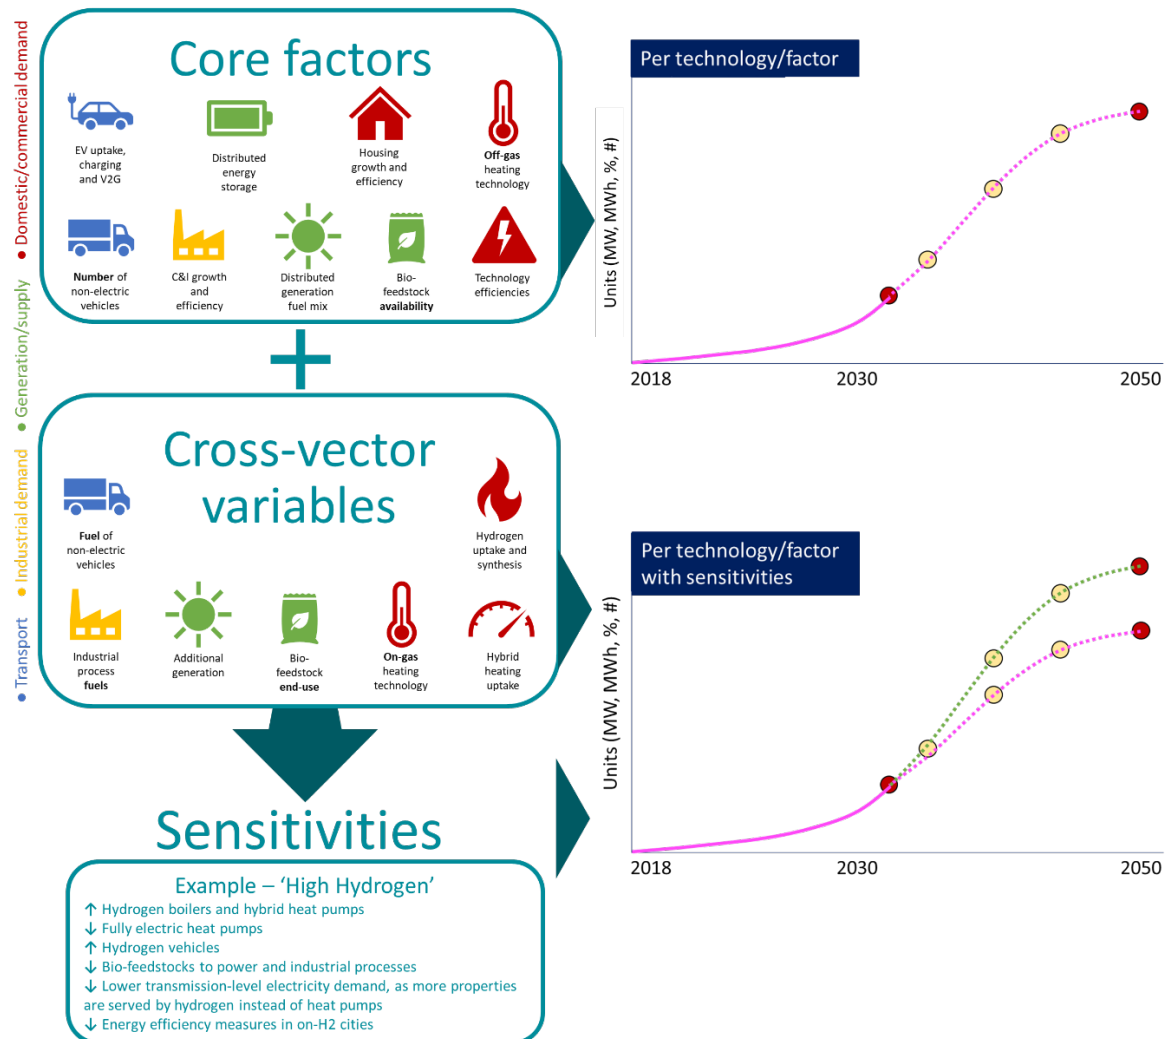 ● Transport ● Industrial demand ● Generation/supply ● Domestic/commercial demand
Core factors
EV uptake,
charging
and V2G
Distributed
energy
storage
Housing
growth and
efficiency
Off-gas
heating
technology
Number of
non-electric
vehicles
C&I growth
and
efficiency
Distributed
generation
fuel mix
Bio-
feedstock
availability
Technology
efficiencies
+
Cross-vector
variables
Fuel of
non-electric
vehicles
Hydrogen
uptake and
synthesis
Industrial
process
fuels
Additional
generation
Bio-
feedstock
end-use
On-gas
heating
technology
Hybrid
heating
uptake
Sensitivities
Example – ‘High Hydrogen’
↑ Hydrogen boilers and hybrid heat pumps
↓ Fully electric heat pumps
↑ Hydrogen vehicles
↓ Bio-feedstocks to power and industrial processes
↓ Lower transmission-level electricity demand, as more properties
are served by hydrogen instead of heat pumps
↓ Energy efficiency measures in on-H2 cities
Per technology/factor
Units (MW, MWh, %, #)
2018 2030 2050
Per technology/factor
with sensitivities
Units (MW, MWh, %, #)
2018 2030 2050